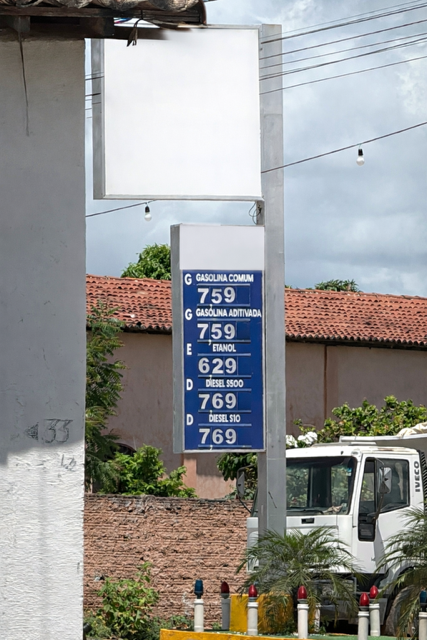 G GASOLINA COMUM
759
G GASOLINA ADITIVADA
759
E ETANOL
629
D DIESEL S500
769
D DIESEL S10
769
IVECO
33